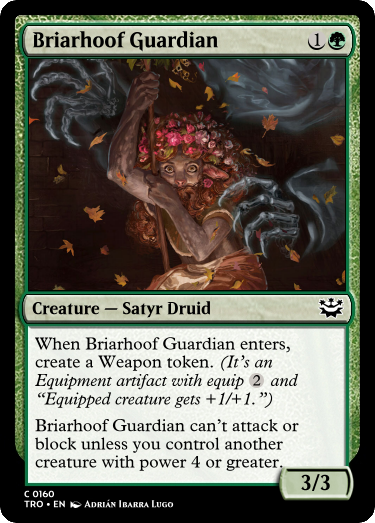 Briarhoof Guardian 1
Creature — Satyr Druid
When Briarhoof Guardian enters,
create a Weapon token. (It's an
Equipment artifact with equip 2 and
“Equipped creature gets +1/+1.”)
Briarhoof Guardian can't attack or
block unless you control another
creature with power 4 or greater.
3/3
C 0160
TRO • EN Adrián Ibarra Lugo